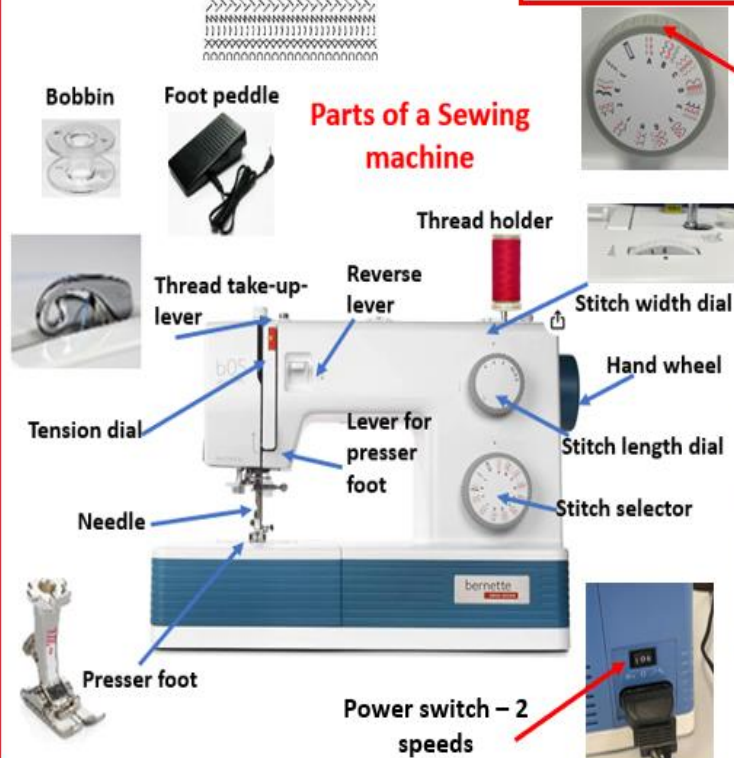 Bobbin
Foot peddle
Parts of a Sewing
machine
Thread holder
Thread take-up-
lever
Reverse
lever
Stitch width dial
b05
Hand wheel
Tension dial
Lever for
presser
foot
Stitch length dial
Needle
Stitch selector
bernette
Presser foot
Power switch – 2
speeds